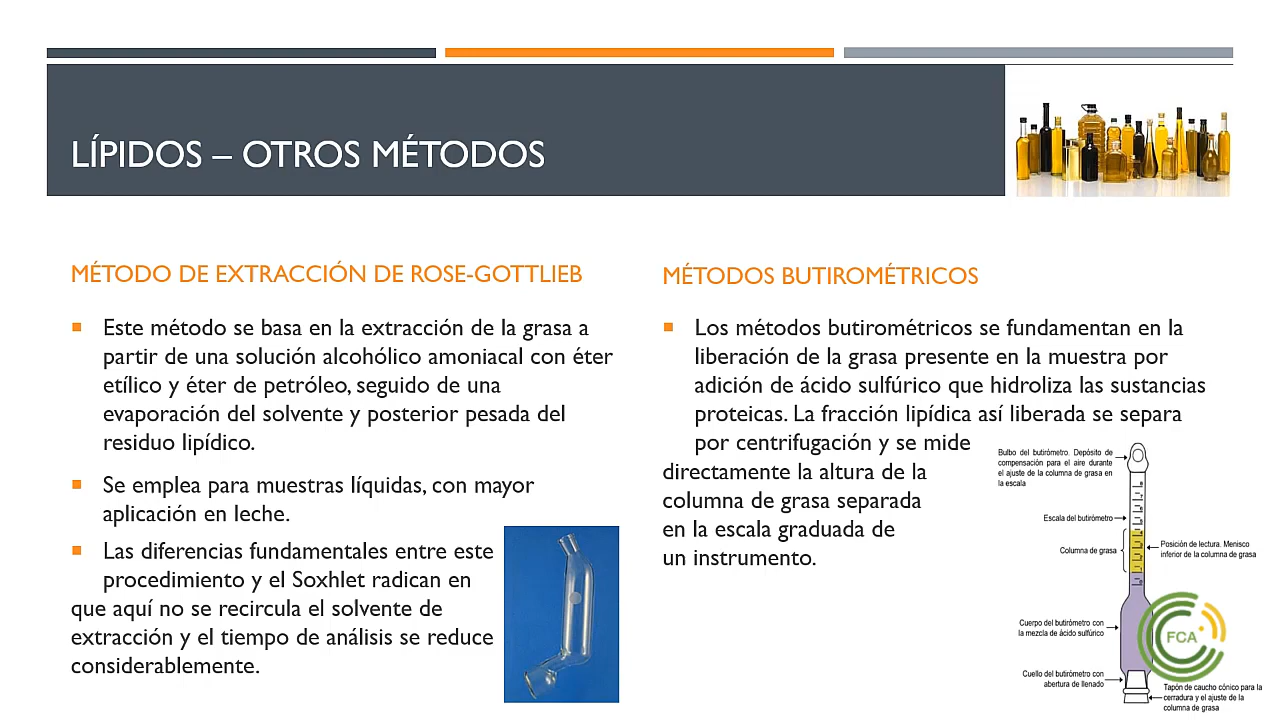 LÍPIDOS – OTROS MÉTODOS
MÉTODO DE EXTRACCIÓN DE ROSE-GOTTLIEB
Este método se basa en la extracción de la grasa a
partir de una solución alcohólico amoniacal con éter
etílico y éter de petróleo, seguido de una
evaporación del solvente y posterior pesada del
residuo lipídico.
Se emplea para muestras líquidas, con mayor
aplicación en leche.
Las diferencias fundamentales entre este
procedimiento y el Soxhlet radican en
que aquí no se recircula el solvente de
extracción y el tiempo de análisis se reduce
considerablemente.
MÉTODOS BUTIROMÉTRICOS
Los métodos butirométricos se fundamentan en la
liberación de la grasa presente en la muestra por
adición de ácido sulfúrico que hidroliza las sustancias
proteicas. La fracción lipídica así liberada se separa
por centrifugación y se mide
directamente la altura de la
columna de grasa separada
en la escala graduada de
un instrumento.
Bulbo del butirómetro. Depósito de
compensación para el aire durante
el ajuste de la columna de grasa en
la escala
Escala del butirómetro
Columna de grasa
Posición de lectura. Menisco
inferior de la columna de grasa
Cuerpo del butirómetro con
la mezcla de ácido sulfúrico
FCA
Cuello del butirómetro con
abertura de llenado
Tapón de caucho cónico para la
cerradura y el ajuste de la
columna de grasa